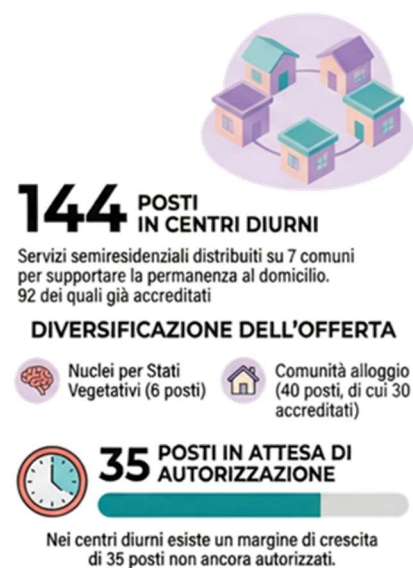 144 POSTI
IN CENTRI DIURNI
Servizi semiresidenziali distribuiti su 7 comuni
per supportare la permanenza al domicilio.
92 dei quali già accreditati
DIVERSIFICAZIONE DELL'OFFERTA
Nuclei per Stati
Vegetativi (6 posti)
Comunità alloggio
(40 posti, di cui 30
accreditati)
35 POSTI IN ATTESA DI
AUTORIZZAZIONE
Nei centri diurni esiste un margine di crescita
di 35 posti non ancora autorizzati.